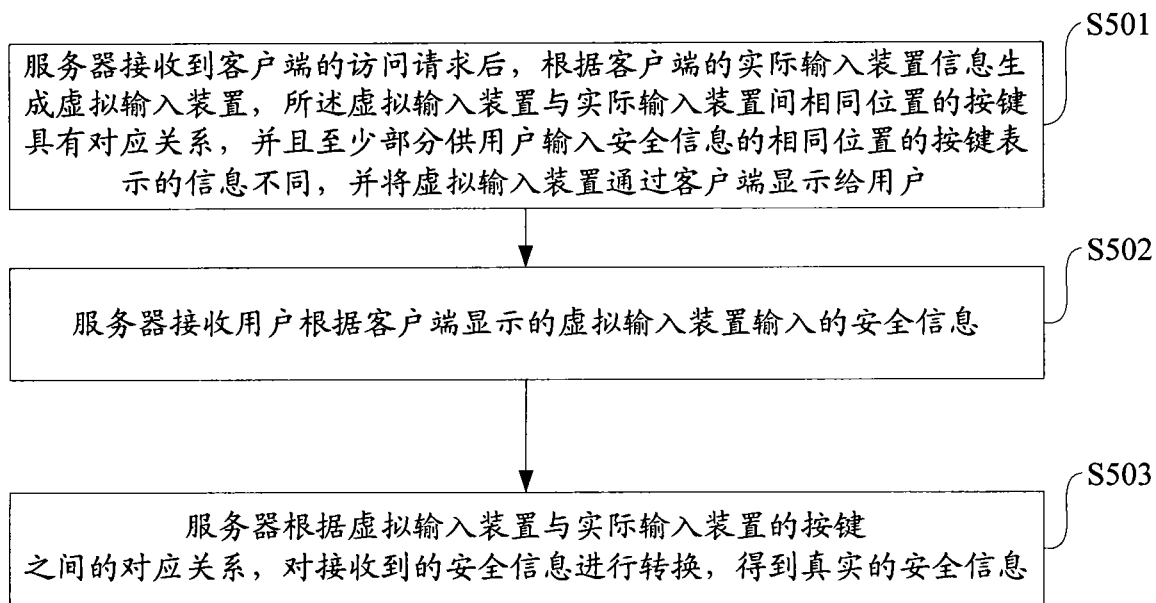 S501
服务器接收到客户端的访问请求后，根据客户端的实际输入装置信息生
成虚拟输入装置，所述虚拟输入装置与实际输入装置间相同位置的按键
具有对应关系，并且至少部分供用户输入安全信息的相同位置的按键表
示的信息不同，并将虚拟输入装置通过客户端显示给用户
S502
服务器接收用户根据客户端显示的虚拟输入装置输入的安全信息
S503
服务器根据虚拟输入装置与实际输入装置的按键
之间的对应关系，对接收到的安全信息进行转换，得到真实的安全信息